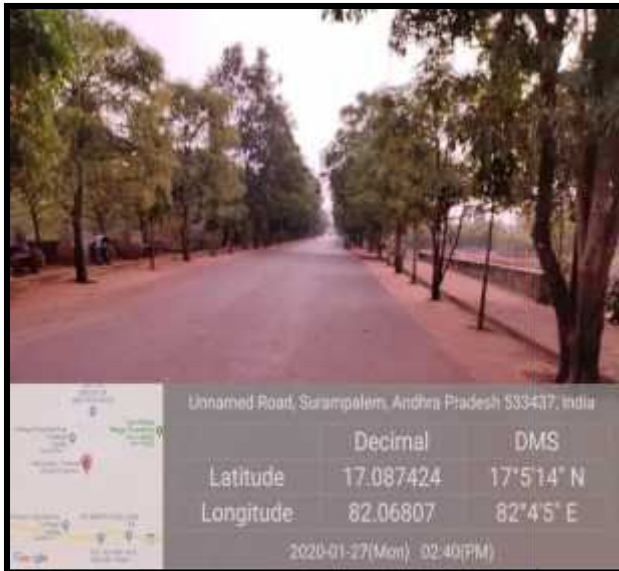 Unnamed Road, Surampalem, Andhra Pradesh 533437, India
Decimal DMS
Latitude 17.087424 17°5'14" N
Longitude 82.06807 82°4'5" E
2020-01-27(Mon) 02:40(PM)
Google